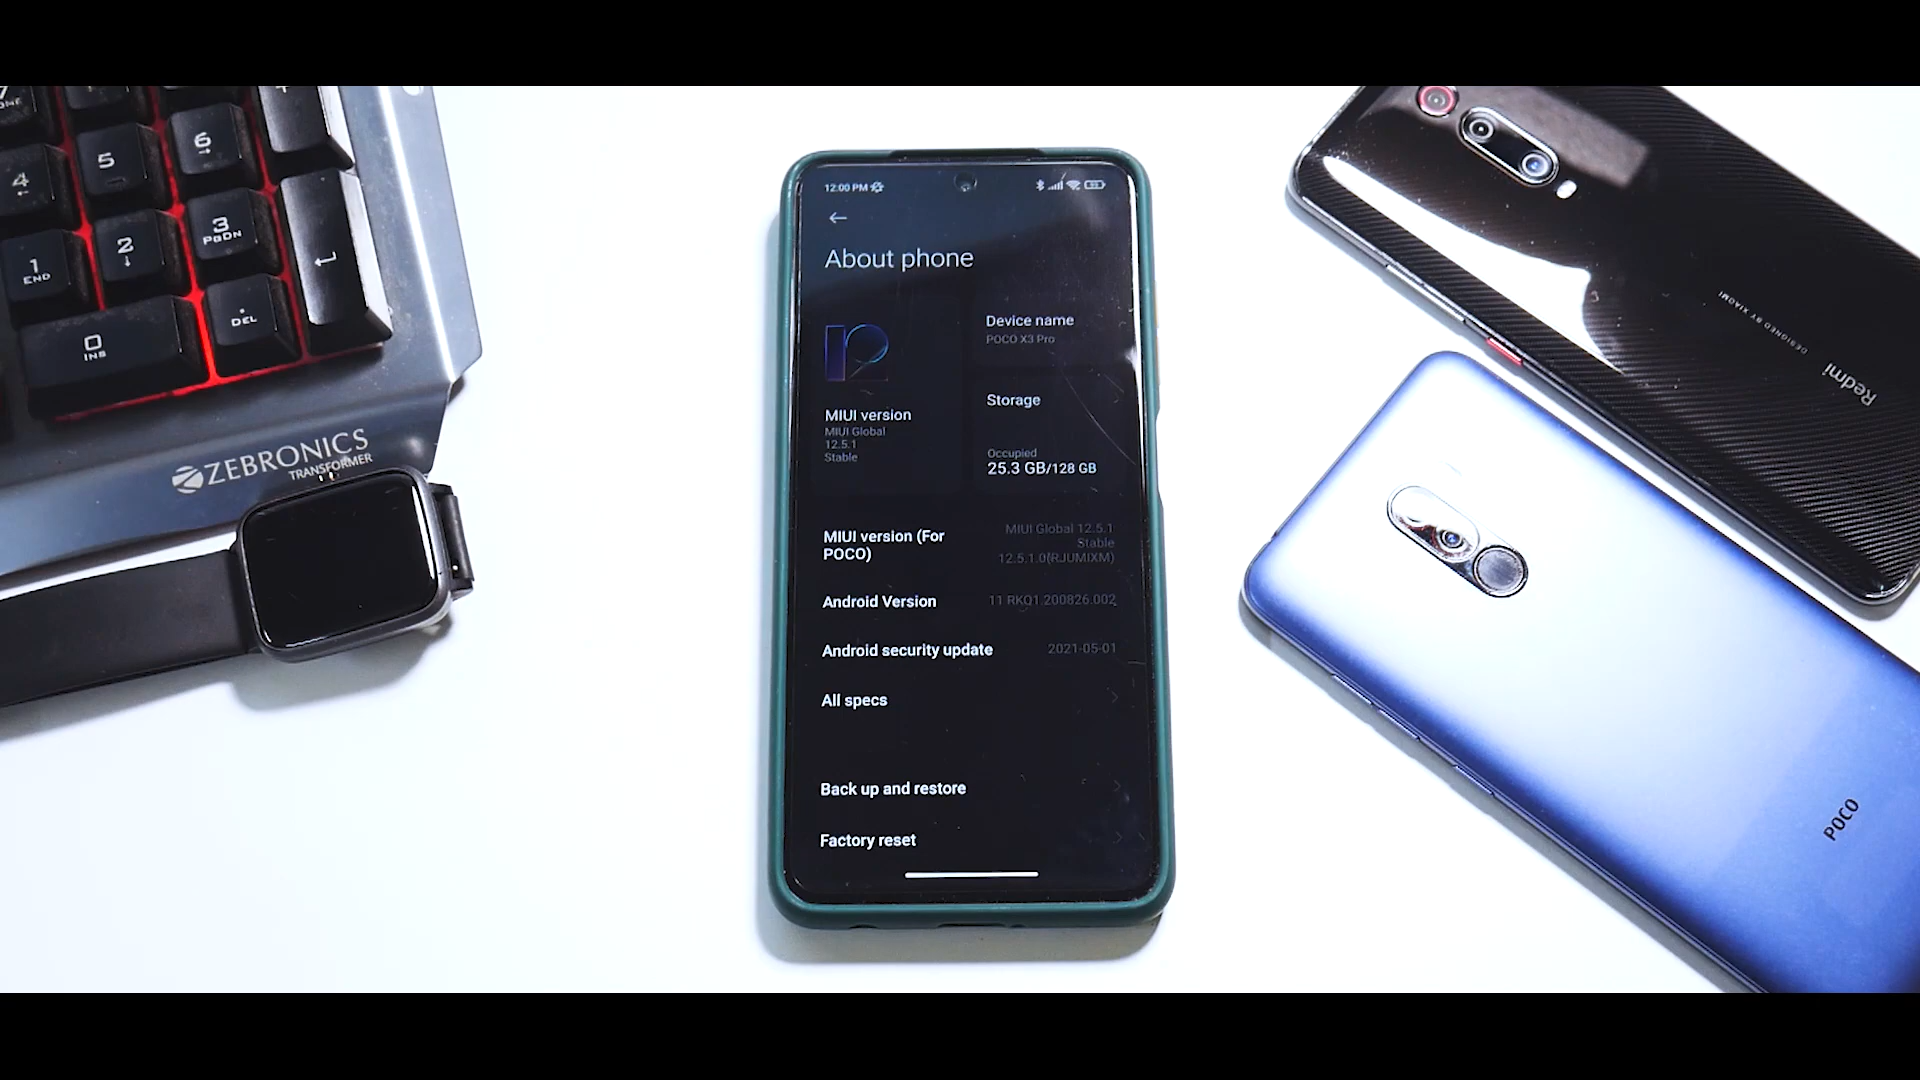 5
6
4
1
END
2
3
PgDn
0
INS
DEL
ZEBRONICS
TRANSFORMER
12:00 PM
About phone
Device name
POCO X3 Pro
MIUI version
MIUI Global
12.5.1
Stable
Storage
Occupied
25.3 GB/128 GB
MIUI version (For
POCO)
MIUI Global 12.5.1
Stable
12.5.1.0(RJUMIXM)
Android Version
11 RKQ1.200826.002
Android security update
2021-05-01
All specs
Back up and restore
Factory reset
Redmi
DESIGNED BY XIAOMI
POCO